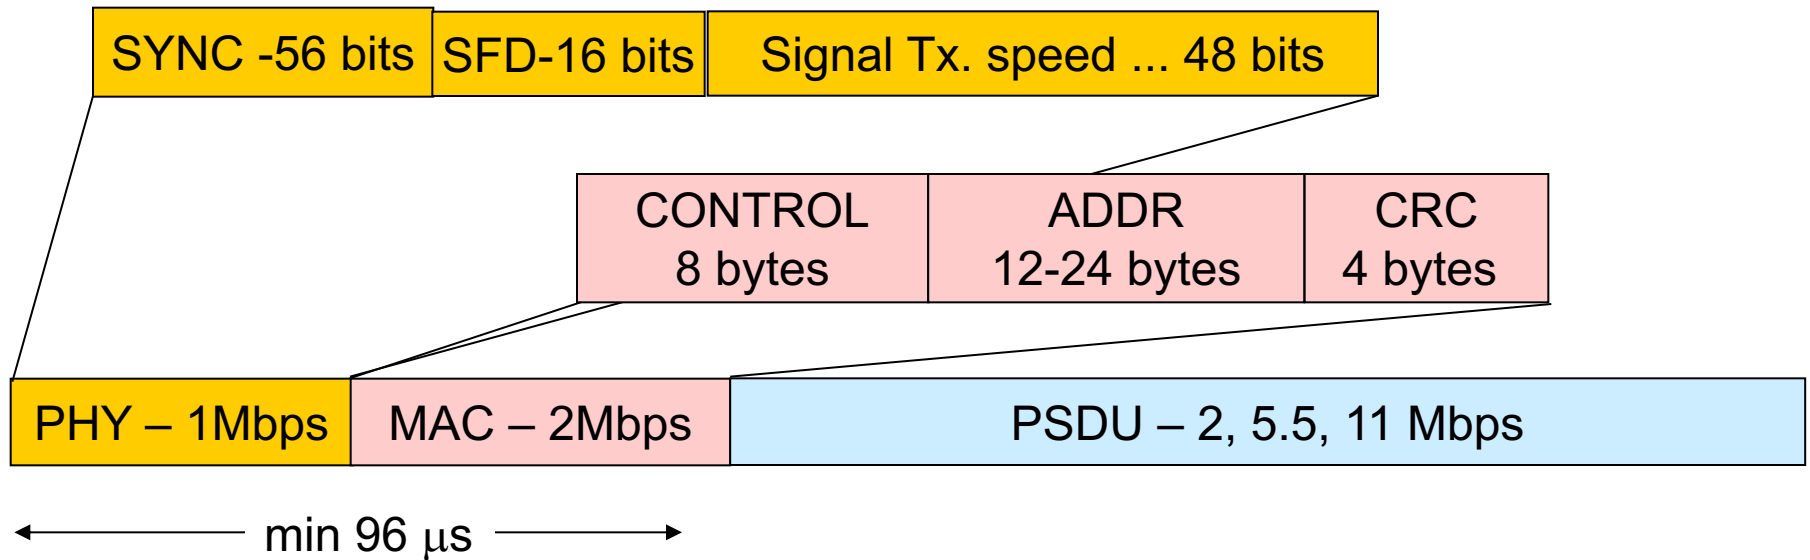 SYNC -56 bits SFD-16 bits Signal Tx. speed ... 48 bits
CONTROL ADDR CRC
8 bytes 12-24 bytes 4 bytes
PHY – 1Mbps MAC – 2Mbps PSDU – 2, 5.5, 11 Mbps
min 96 μs